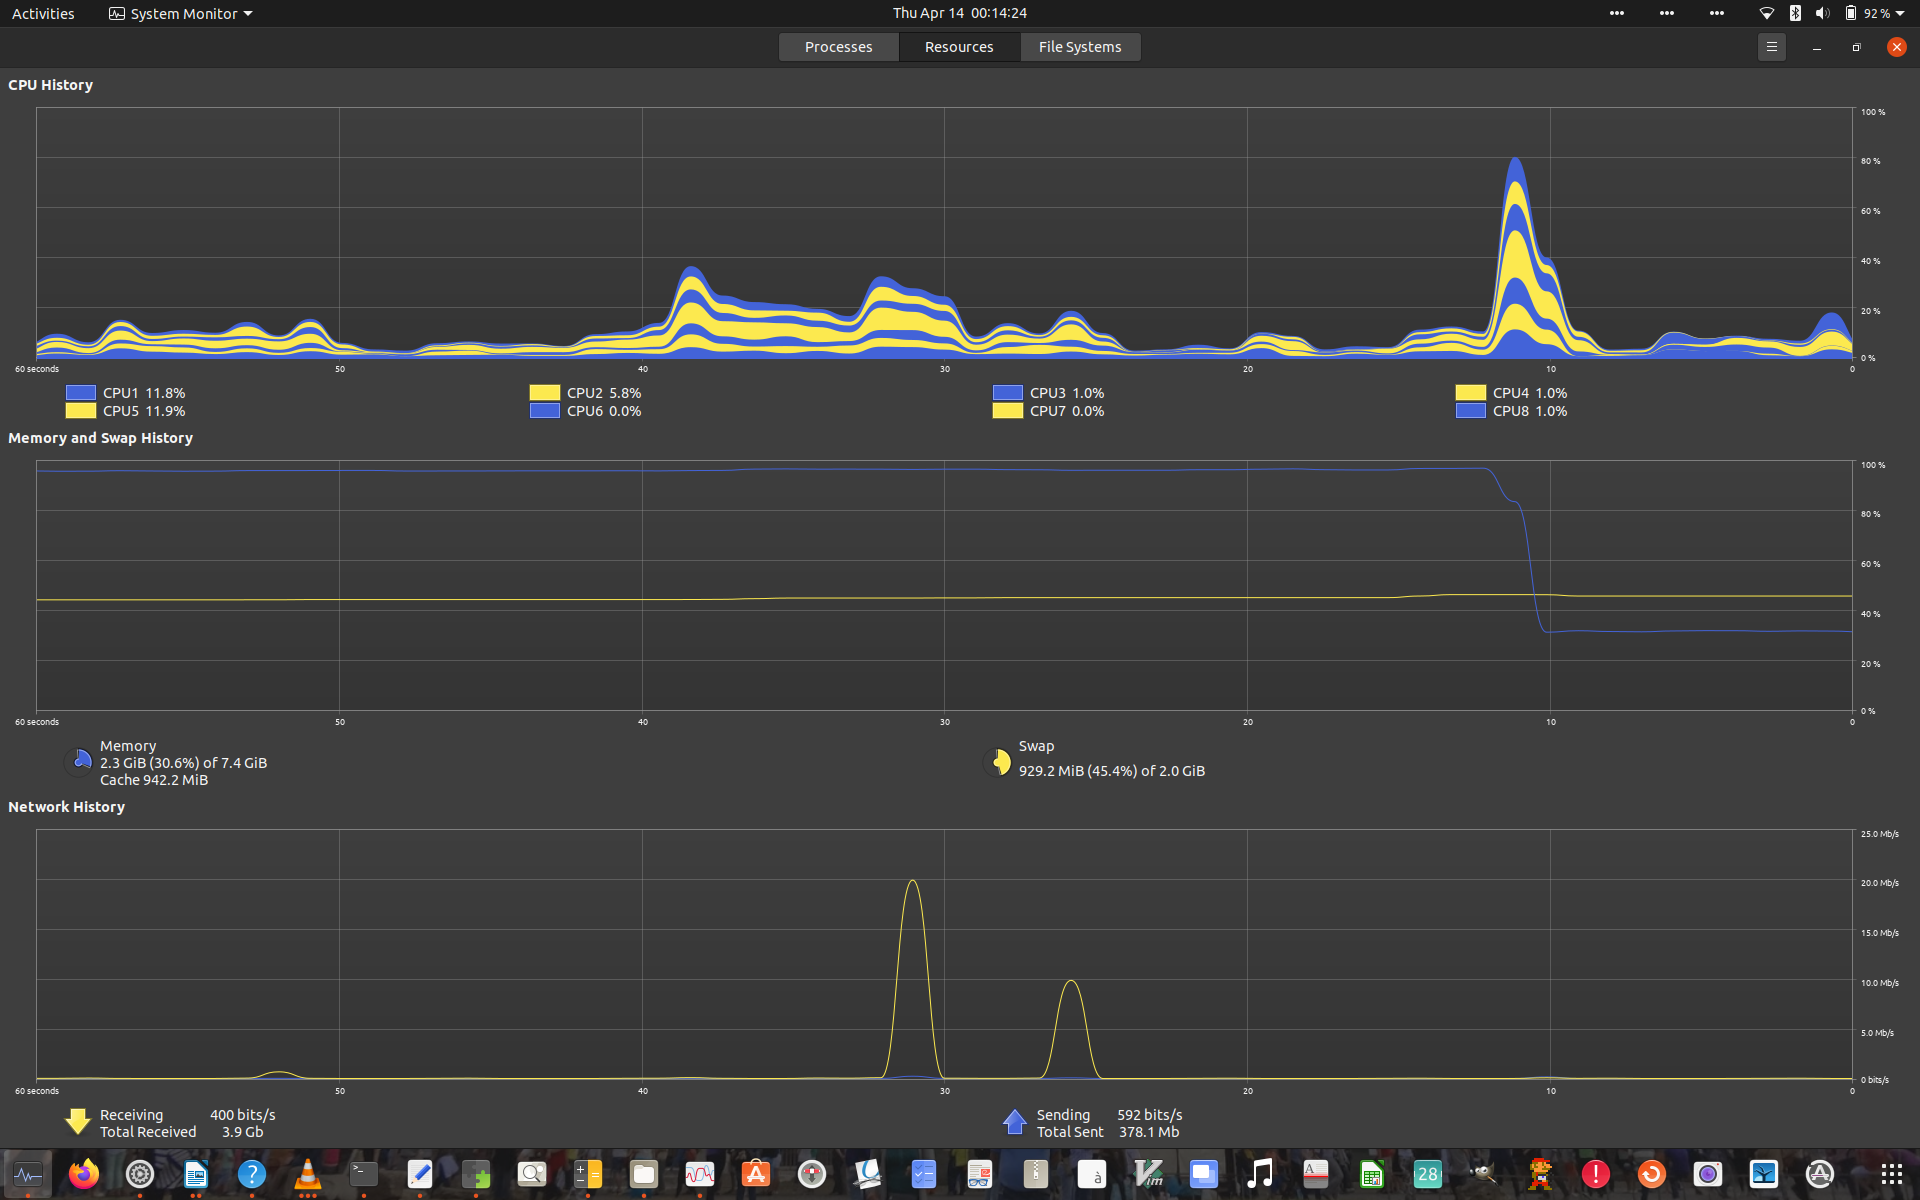 Activities System Monitor Thu Apr 14 00:14:24 92 %
Processes Resources File Systems
CPU History
100 %
80 %
60 %
40 %
20 %
0 %
60 seconds 50 40 30 20 10 0
CPU1 11.8% CPU2 5.8% CPU3 1.0% CPU4 1.0%
CPU5 11.9% CPU6 0.0% CPU7 0.0% CPU8 1.0%
Memory and Swap History
100 %
80 %
60 %
40 %
20 %
0 %
60 seconds 50 40 30 20 10 0
Memory
2.3 GiB (30.6%) of 7.4 GiB
Cache 942.2 MiB
Swap
929.2 MiB (45.4%) of 2.0 GiB
Network History
25.0 Mb/s
20.0 Mb/s
15.0 Mb/s
10.0 Mb/s
5.0 Mb/s
0 bits/s
60 seconds 50 40 30 20 10 0
Receiving 400 bits/s Sending 592 bits/s
Total Received 3.9 Gb Total Sent 378.1 Mb
? >_ à Vim A 28 !